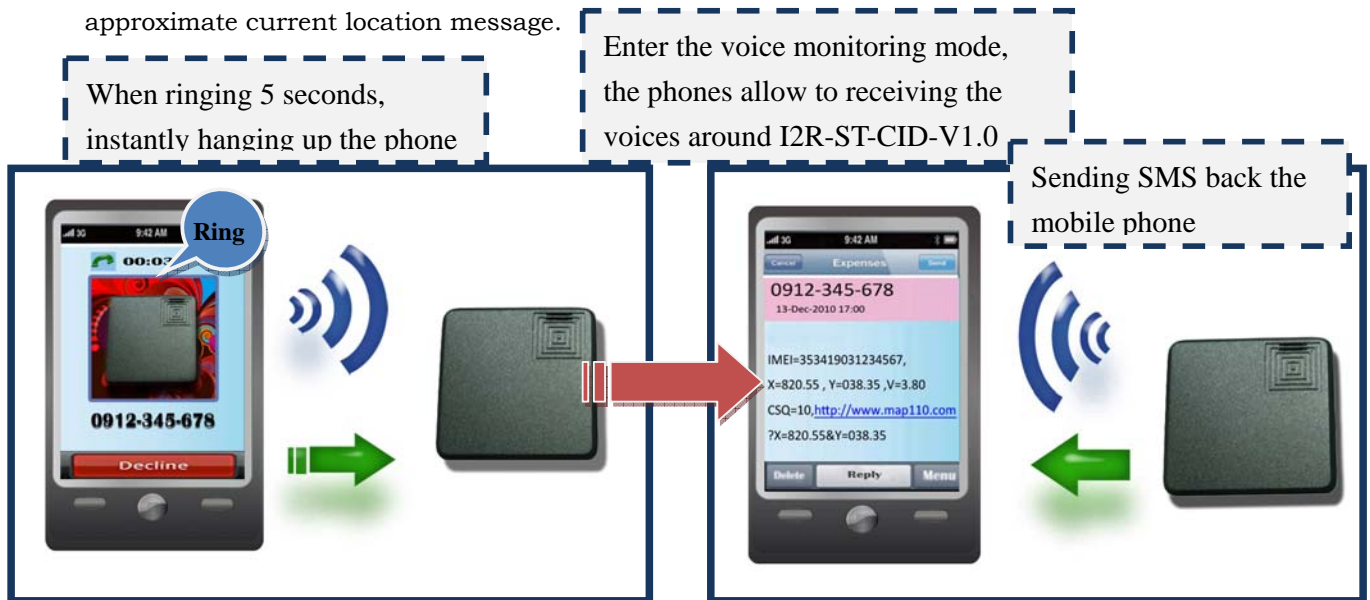 approximate current location message.
When ringing 5 seconds,
instantly hanging up the phone
Enter the voice monitoring mode,
the phones allow to receiving the
voices around I2R-ST-CID-V1.0
Sending SMS back the
mobile phone
3G 9:42 AM
Ring
0912-345-678
Decline
3G 9:42 AM
Cancel Expenses Send
0912-345-678
13-Dec-2010 17:00
IMEI=353419031234567,
X=820.55 , Y=038.35 ,V=3.80
CSQ=10,http://www.map110.com
?X=820.55&Y=038.35
Delete Reply Menu